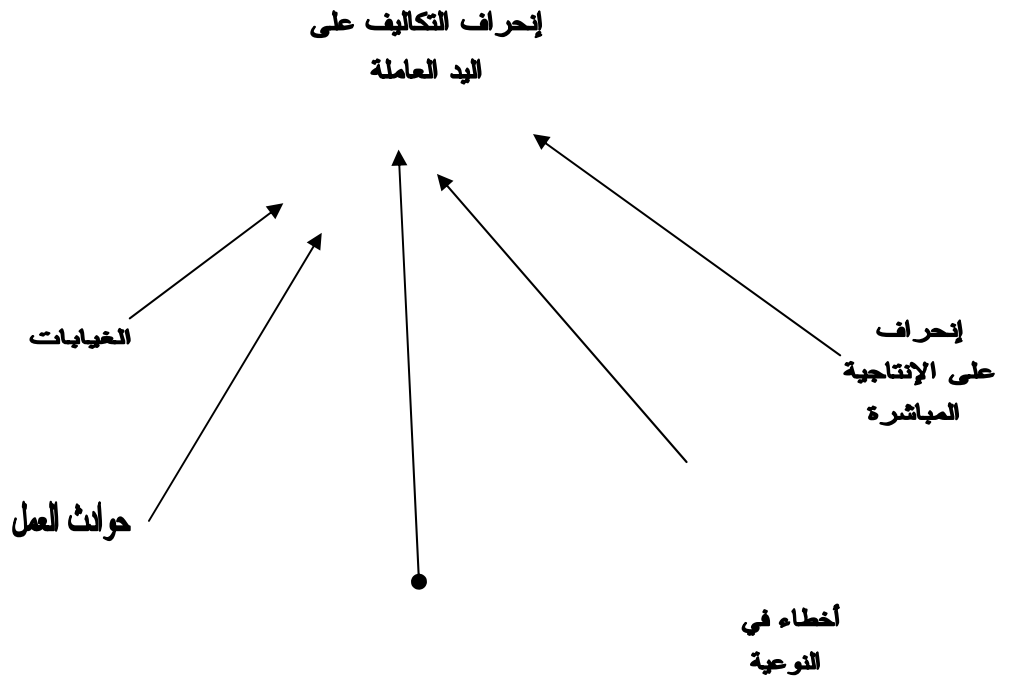 إنحراف التكاليف على
اليد العاملة
إنحراف
على الإنتاجية
المباشرة
الغيابات
حوادث العمل
أخطاء في
النوعية